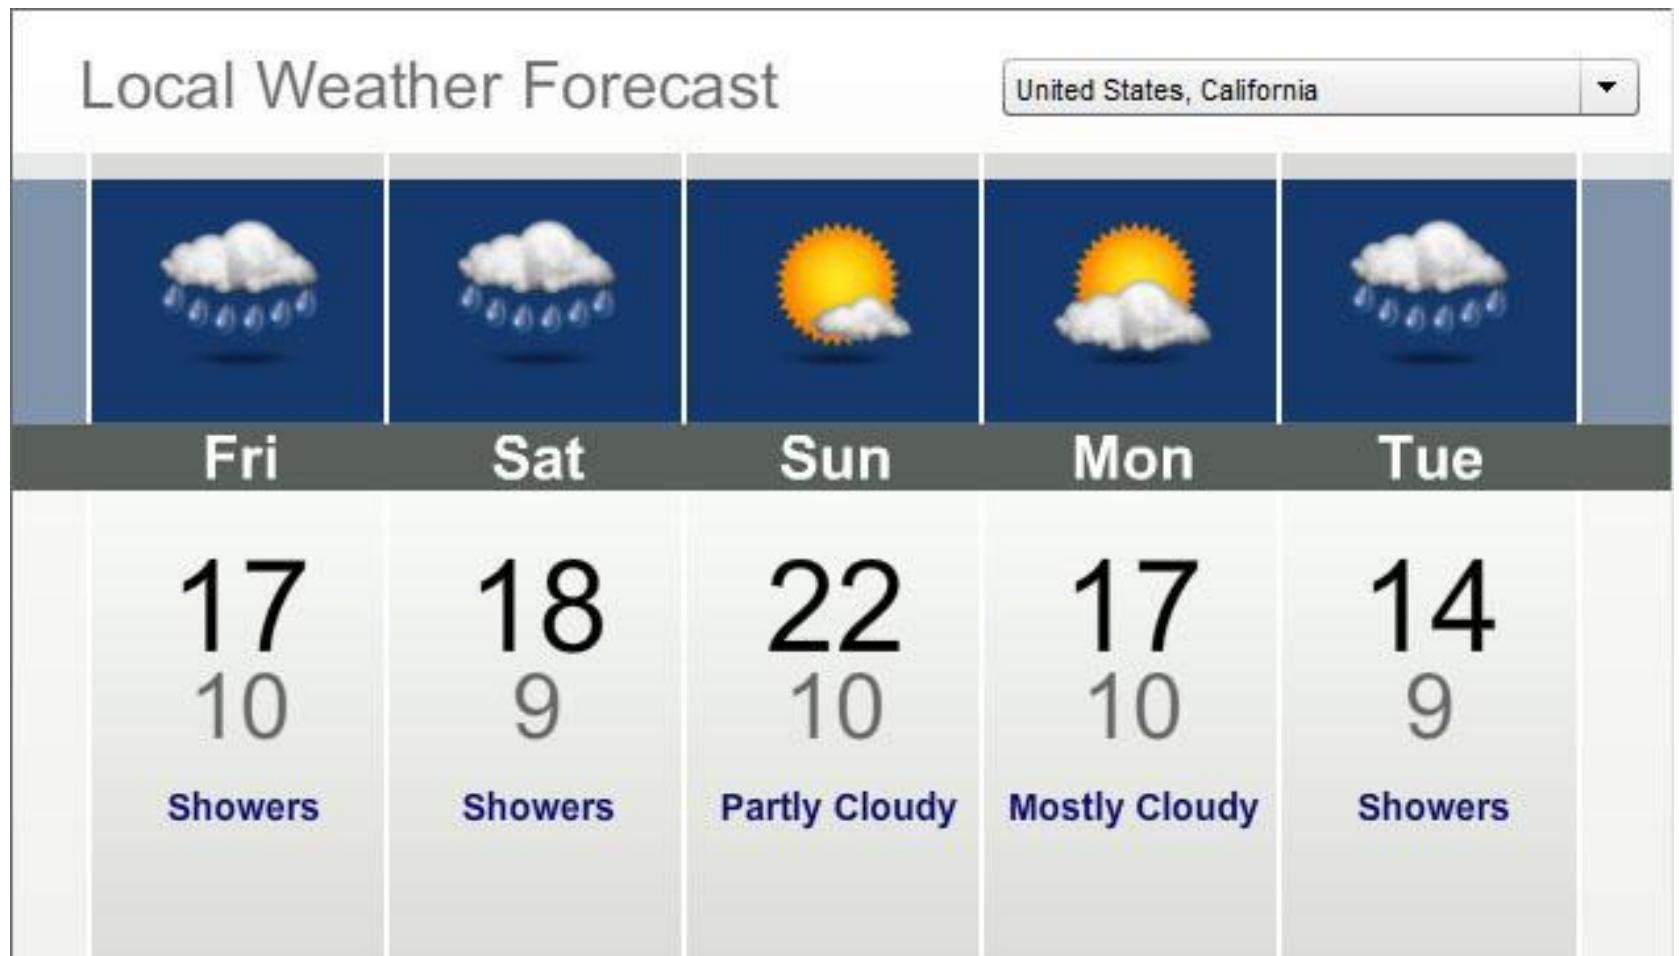 Local Weather Forecast
United States, California
Fri Sat Sun Mon Tue
17 18 22 17 14
10 9 10 10 9
Showers Showers Partly Cloudy Mostly Cloudy Showers